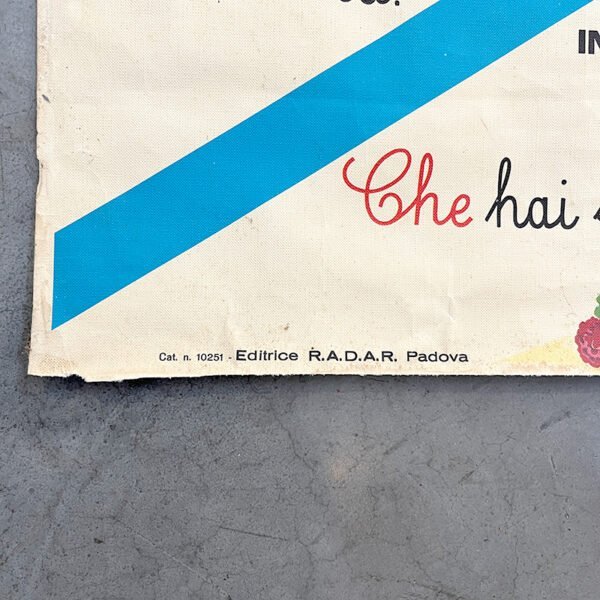 IN
Che hai
Cat. n. 10251 - Editrice R.A.D.A.R. Padova